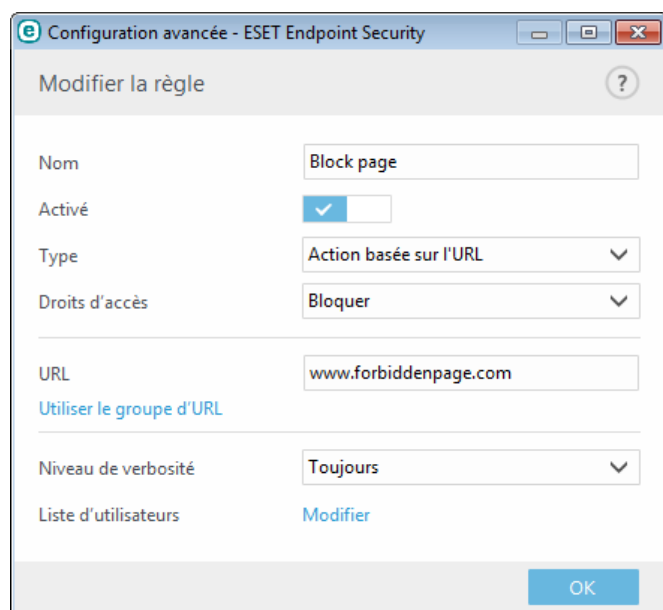 e Configuration avancée - ESET Endpoint Security
Modifier la règle
?
Nom
Block page
Activé
Type
Action basée sur l'URL
Droits d'accès
Bloquer
URL
www.forbiddenpage.com
Utiliser le groupe d'URL
Niveau de verbosité
Toujours
Liste d'utilisateurs
Modifier
OK